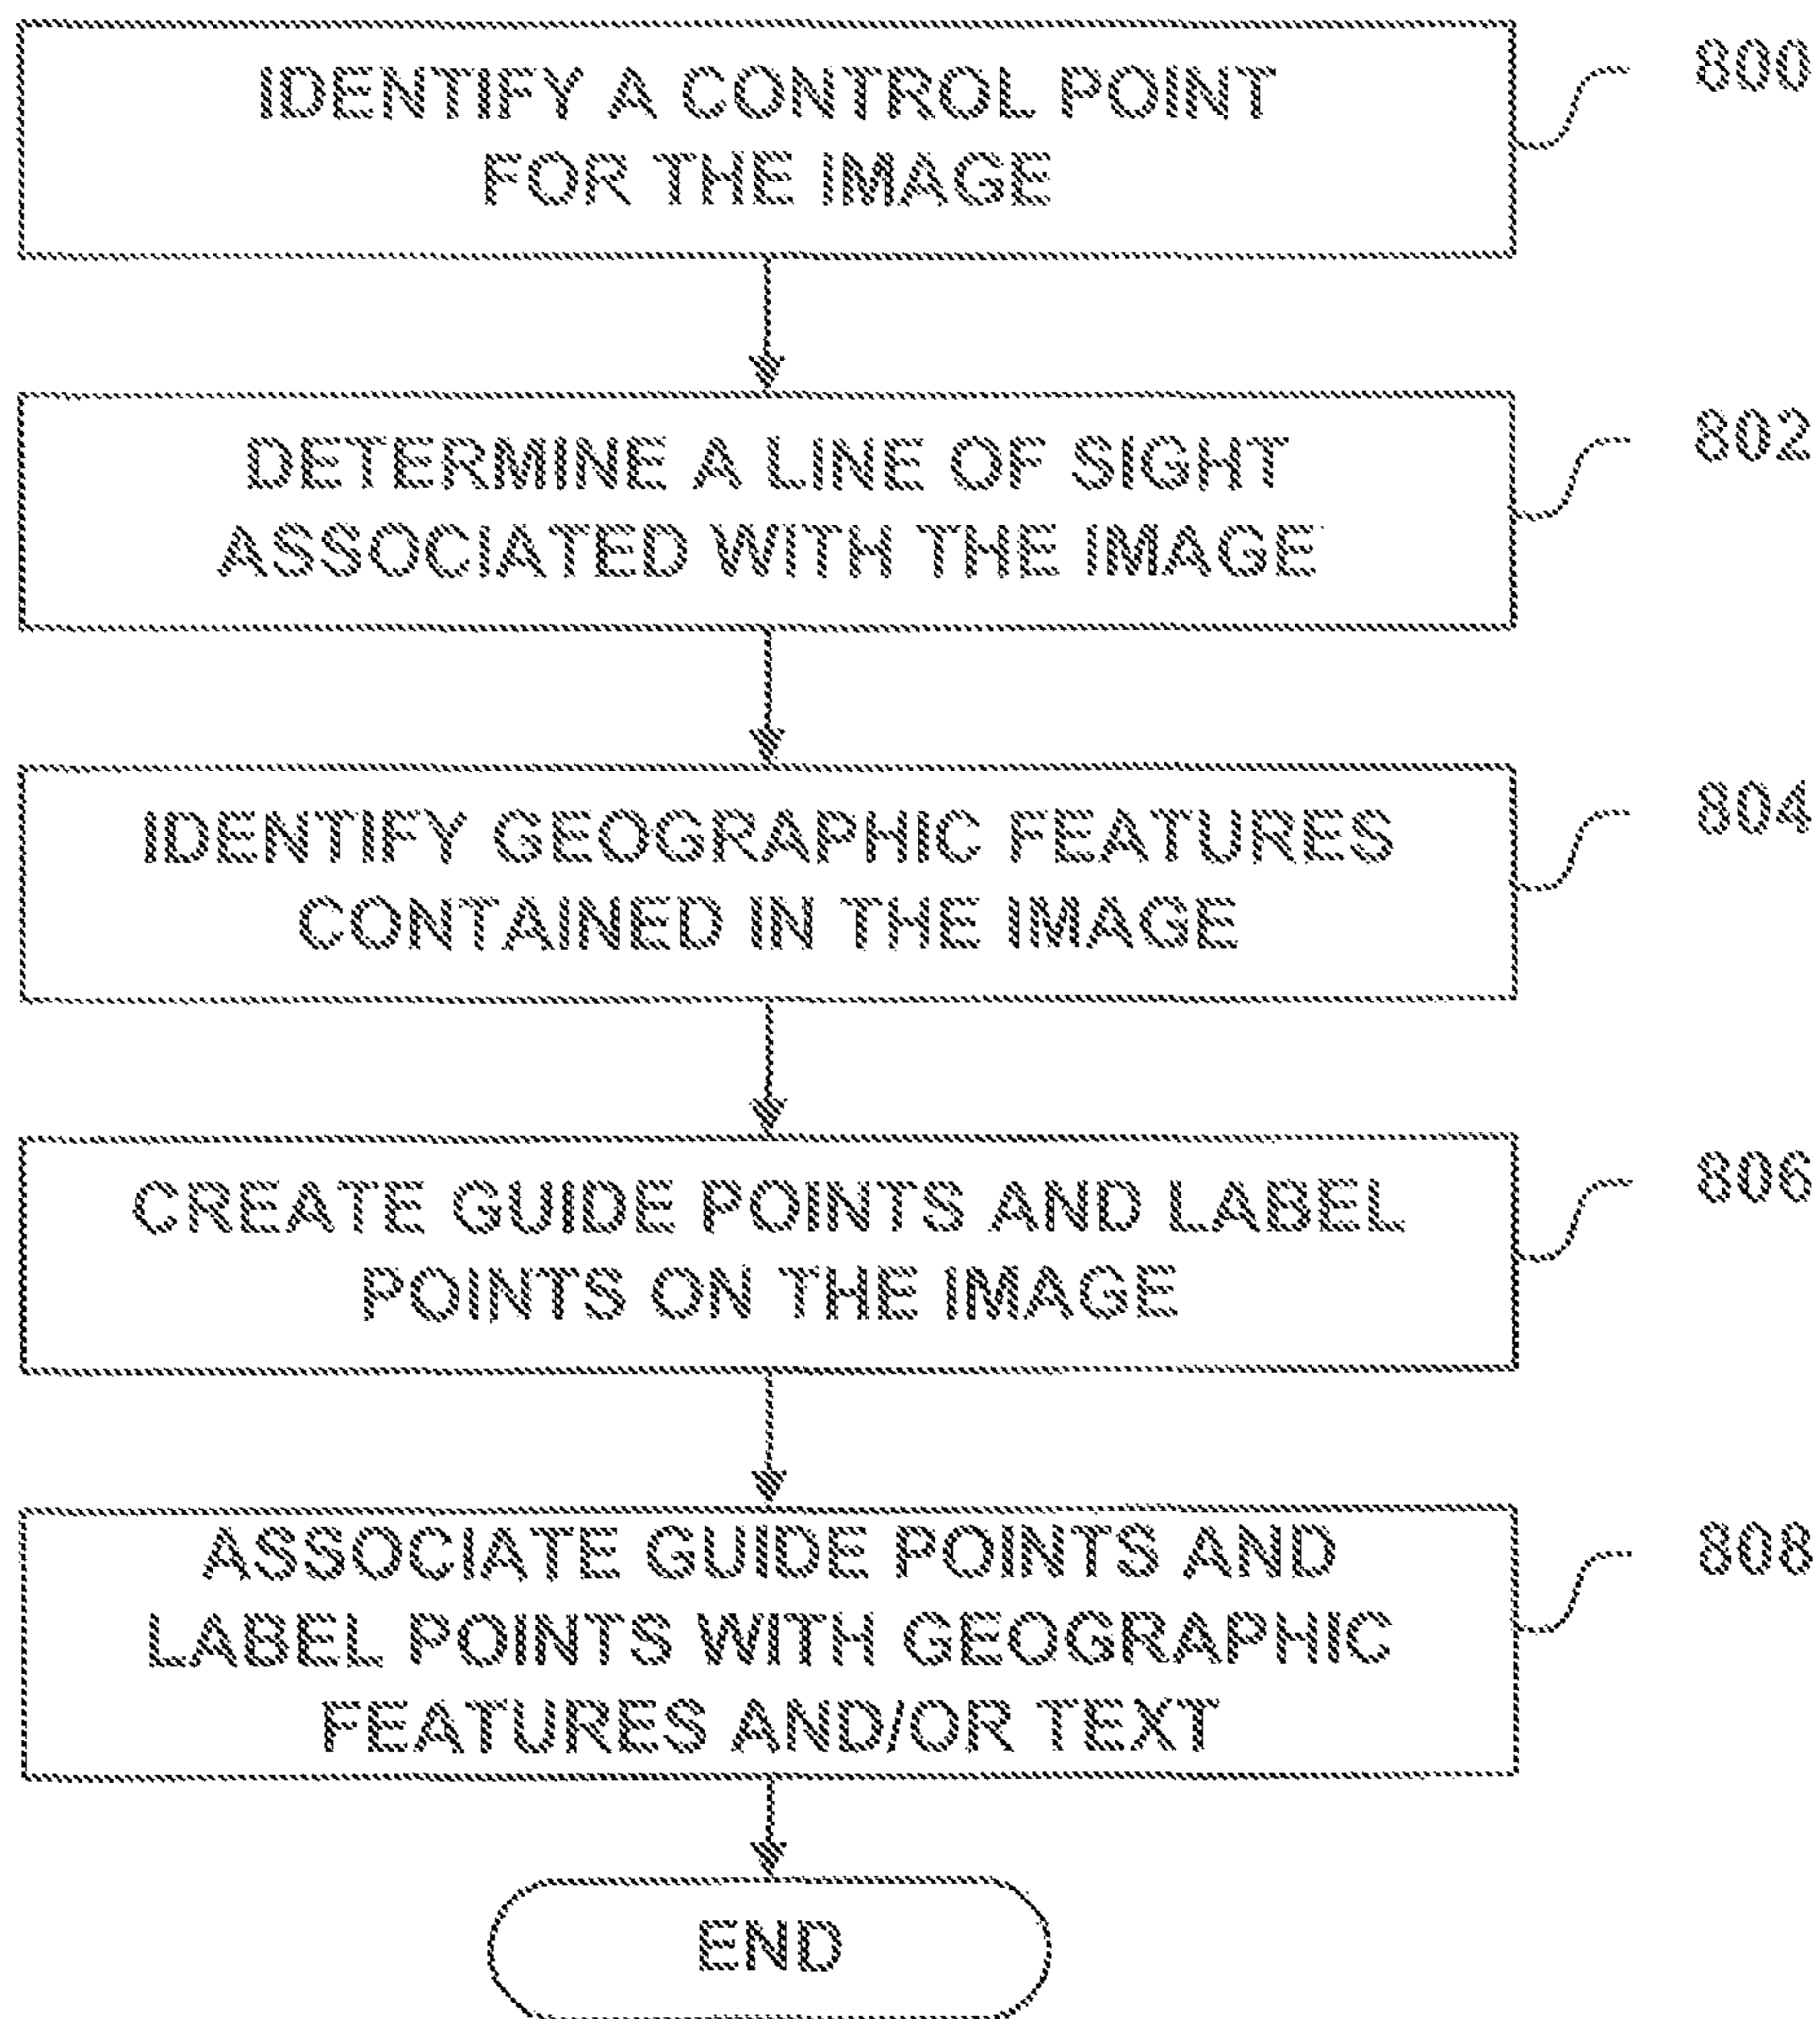 IDENTIFY A CONTROL POINT
FOR THE IMAGE
800
DETERMINE A LINE OF SIGHT
ASSOCIATED WITH THE IMAGE
802
IDENTIFY GEOGRAPHIC FEATURES
CONTAINED IN THE IMAGE
804
CREATE GUIDE POINTS AND LABEL
POINTS ON THE IMAGE
806
ASSOCIATE GUIDE POINTS AND
LABEL POINTS WITH GEOGRAPHIC
FEATURES AND/OR TEXT
808
END